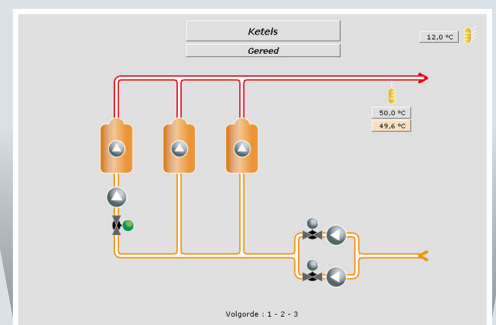 Ketels
Gereed
12,0 °C
50,0 °C
49,6 °C
Volgorde : 1 - 2 - 3